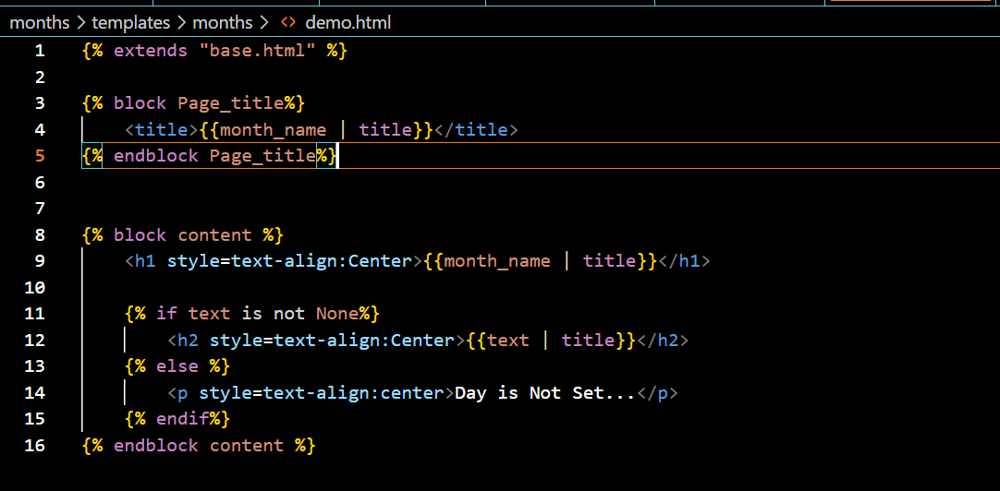 months > templates > months > <> demo.html
1 {% extends "base.html" %}
2
3 {% block Page_title%}
4 <title>{{month_name | title}}</title>
5 {% endblock Page_title%}
6
7
8 {% block content %}
9 <h1 style=text-align:Center>{{month_name | title}}</h1>
10
11 {% if text is not None%}
12 <h2 style=text-align:Center>{{text | title}}</h2>
13 {% else %}
14 <p style=text-align:center>Day is Not Set...</p>
15 {% endif%}
16 {% endblock content %}